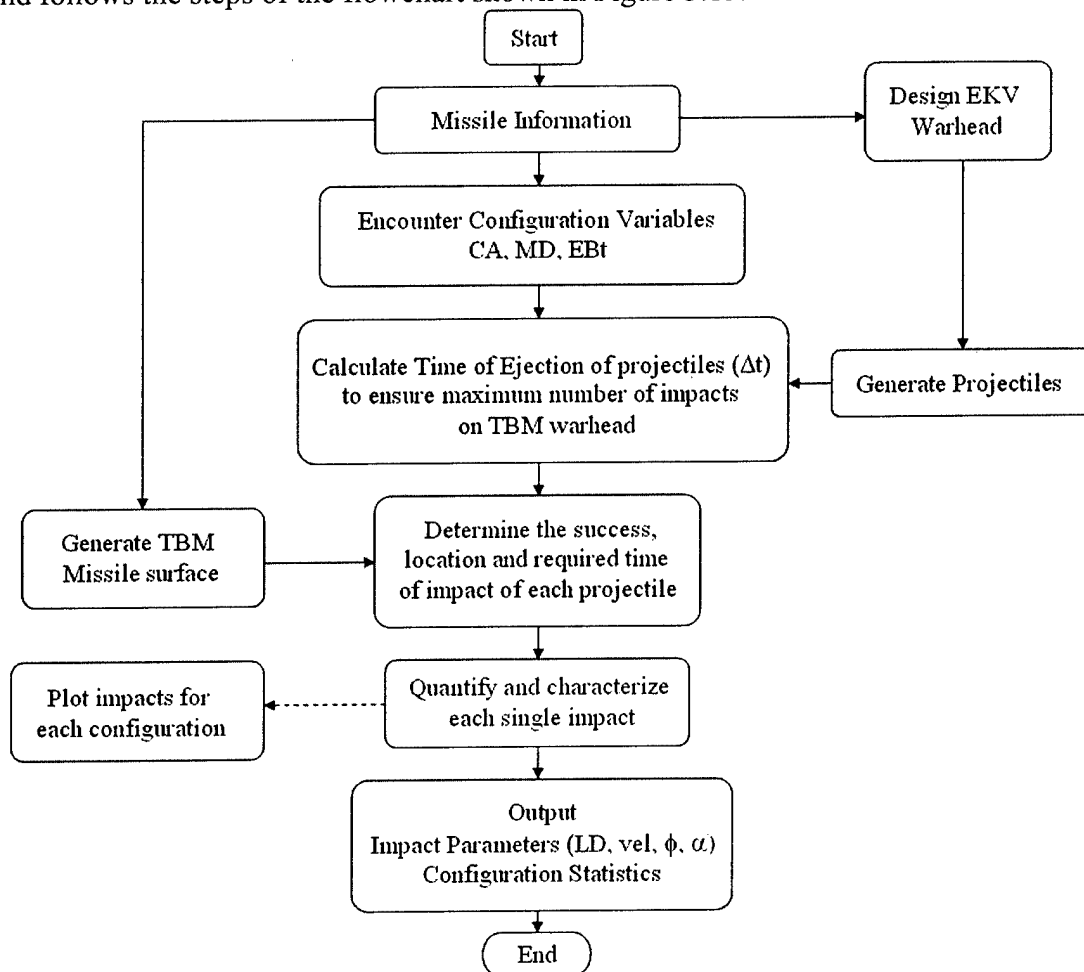 Start
Missile Information
Design EKV
Warhead
Encounter Configuration Variables
CA, MD, EBt
Calculate Time of Ejection of projectiles (Δt)
to ensure maximum number of impacts
on TBM warhead
Generate Projectiles
Generate TBM
Missile surface
Determine the success,
location and required time
of impact of each projectile
Plot impacts for
each configuration
Quantify and characterize
each single impact
Output
Impact Parameters (LD, vel, ϕ, α)
Configuration Statistics
End